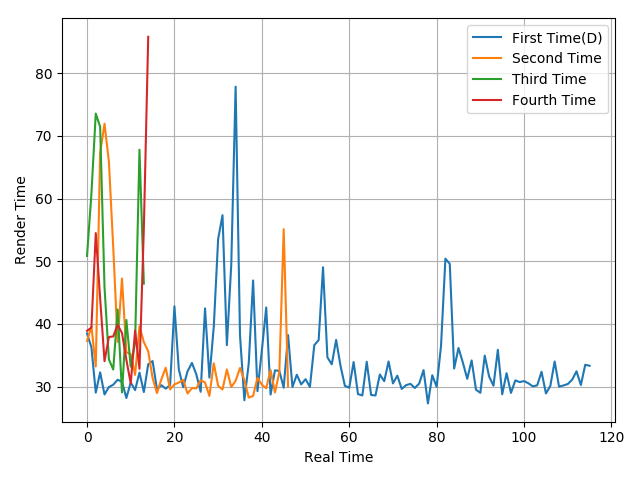 First Time(D)
Second Time
Third Time
Fourth Time
Render Time
80
70
60
50
40
30
0 20 40 60 80 100 120
Real Time